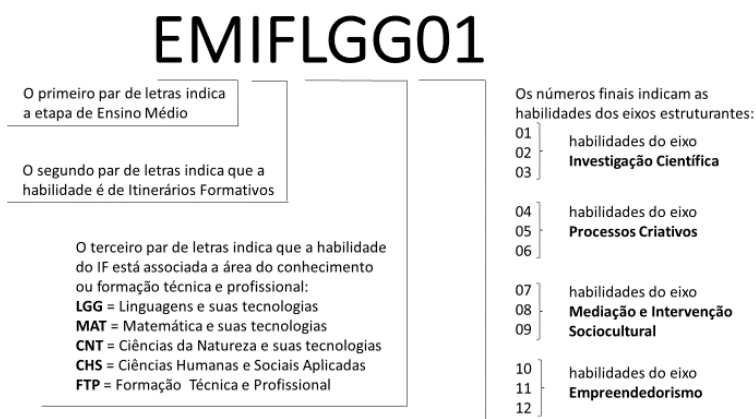 EMIFLGG01
O primeiro par de letras indica
a etapa de Ensino Médio
O segundo par de letras indica que a
habilidade é de Itinerários Formativos
O terceiro par de letras indica que a habilidade
do IF está associada a área do conhecimento
ou formação técnica e profissional:
LGG = Linguagens e suas tecnologias
MAT = Matemática e suas tecnologias
CNT = Ciências da Natureza e suas tecnologias
CHS = Ciências Humanas e Sociais Aplicadas
FTP = Formação Técnica e Profissional
Os números finais indicam as
habilidades dos eixos estruturantes:
01
02
03
habilidades do eixo
Investigação Científica
04
05
06
habilidades do eixo
Processos Criativos
07
08
09
habilidades do eixo
Mediação e Intervenção
Sociocultural
10
11
12
habilidades do eixo
Empreendedorismo